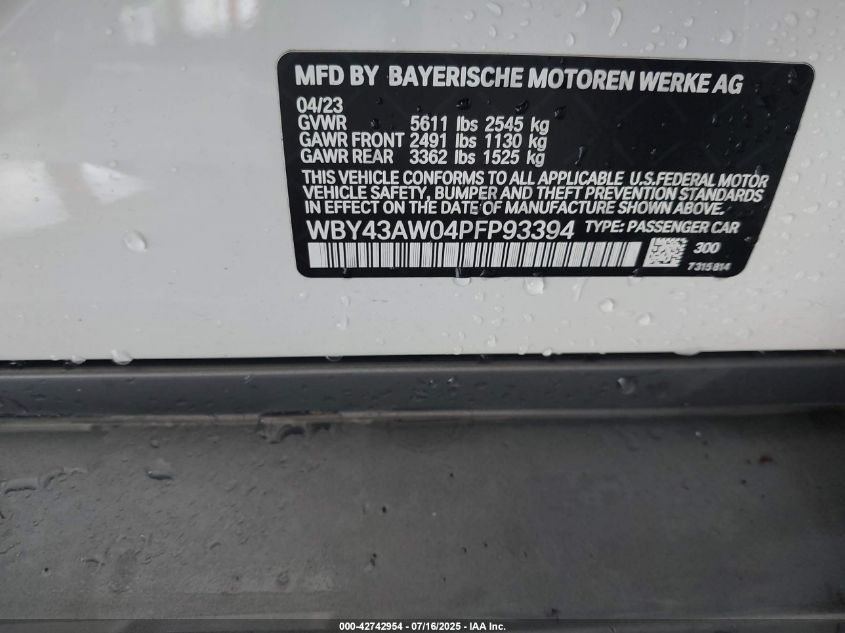 MFD BY BAYERISCHE MOTOREN WERKE AG
04/23
GVWR 5611 lbs 2545 kg
GAWR FRONT 2491 lbs 1130 kg
GAWR REAR 3362 lbs 1525 kg
THIS VEHICLE CONFORMS TO ALL APPLICABLE U.S.FEDERAL MOTOR
VEHICLE SAFETY, BUMPER AND THEFT PREVENTION STANDARDS
IN EFFECT ON THE DATE OF MANUFACTURE SHOWN ABOVE.
WBY43AW04PFP93394 TYPE: PASSENGER CAR
300
7315814
000-42742954 - 07/16/2025 - IAA Inc.